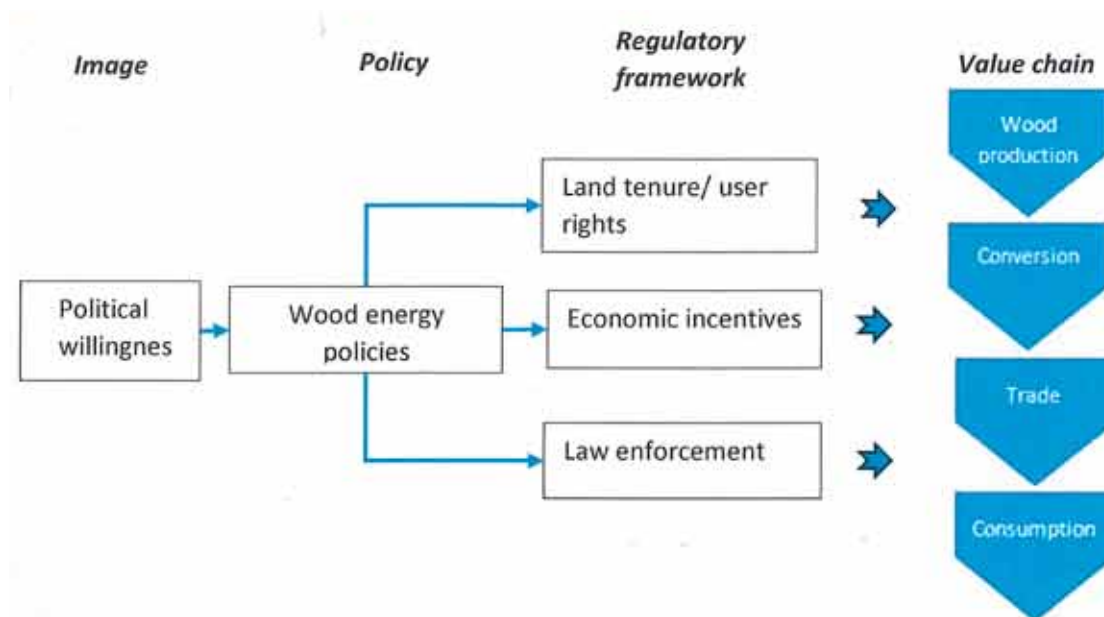 Image
Policy
Regulatory
framework
Value chain
Political
willingnes
Wood energy
policies
Land tenure/ user
rights
Economic incentives
Law enforcement
Wood
production
Conversion
Trade
Consumption